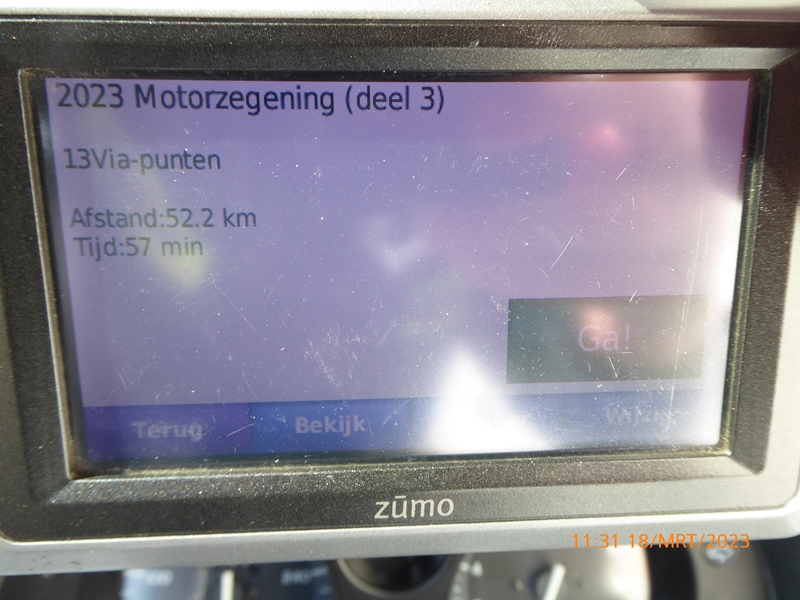 2023 Motorzegening (deel 3)
13Via-punten
Afstand:52.2 km
Tijd:57 min
Ga!
Terug Bekijk
zūmo
11:31 18/MRT/2023